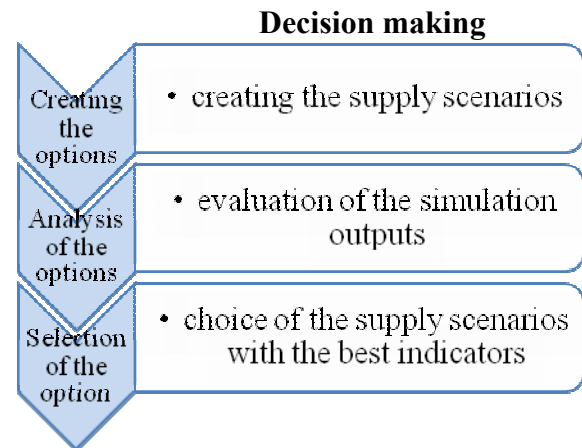 Decision making
Creating
the
options
• creating the supply scenarios
Analysis
of the
options
• evaluation of the simulation
outputs
Selection
of the
option
• choice of the supply scenarios
with the best indicators